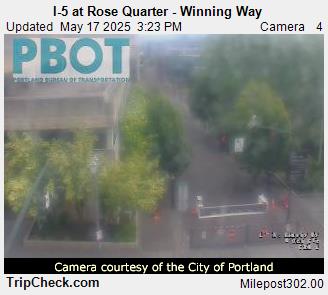 I-5 at Rose Quarter - Winning Way
Updated May 17 2025 3:23 PM Camera 4
PBOT
PORTLAND BUREAU OF TRANSPORTATION
Camera courtesy of the City of Portland
TripCheck.com Milepost302.00